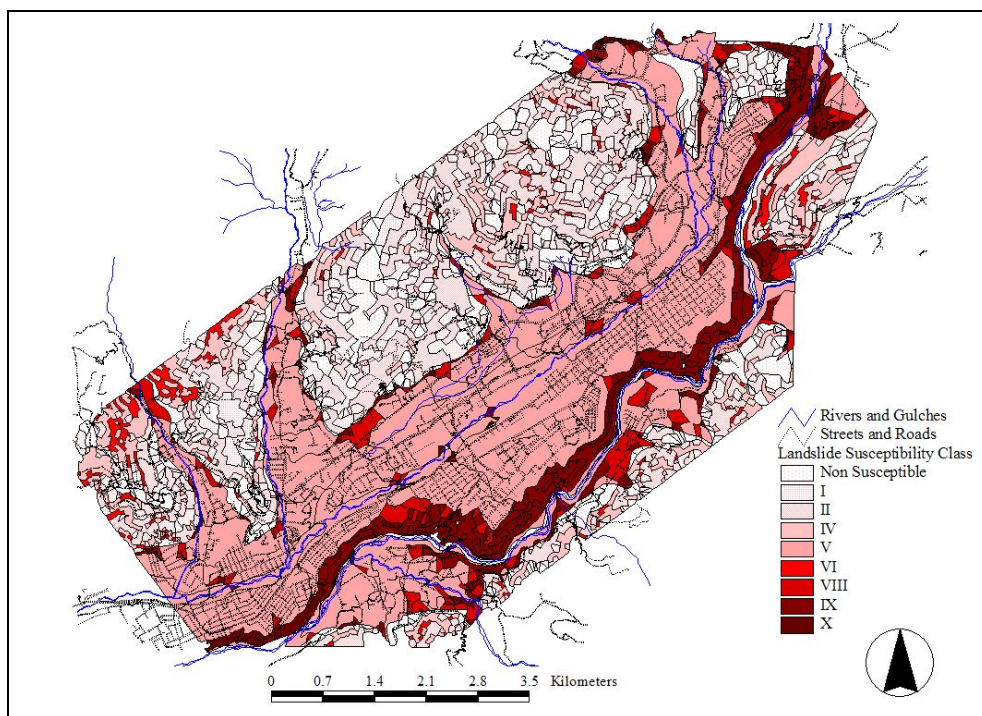 Rivers and Gulches
Streets and Roads
Landslide Susceptibility Class
Non Susceptible
I
II
IV
V
VI
VIII
IX
X
0 0.7 1.4 2.1 2.8 3.5 Kilometers